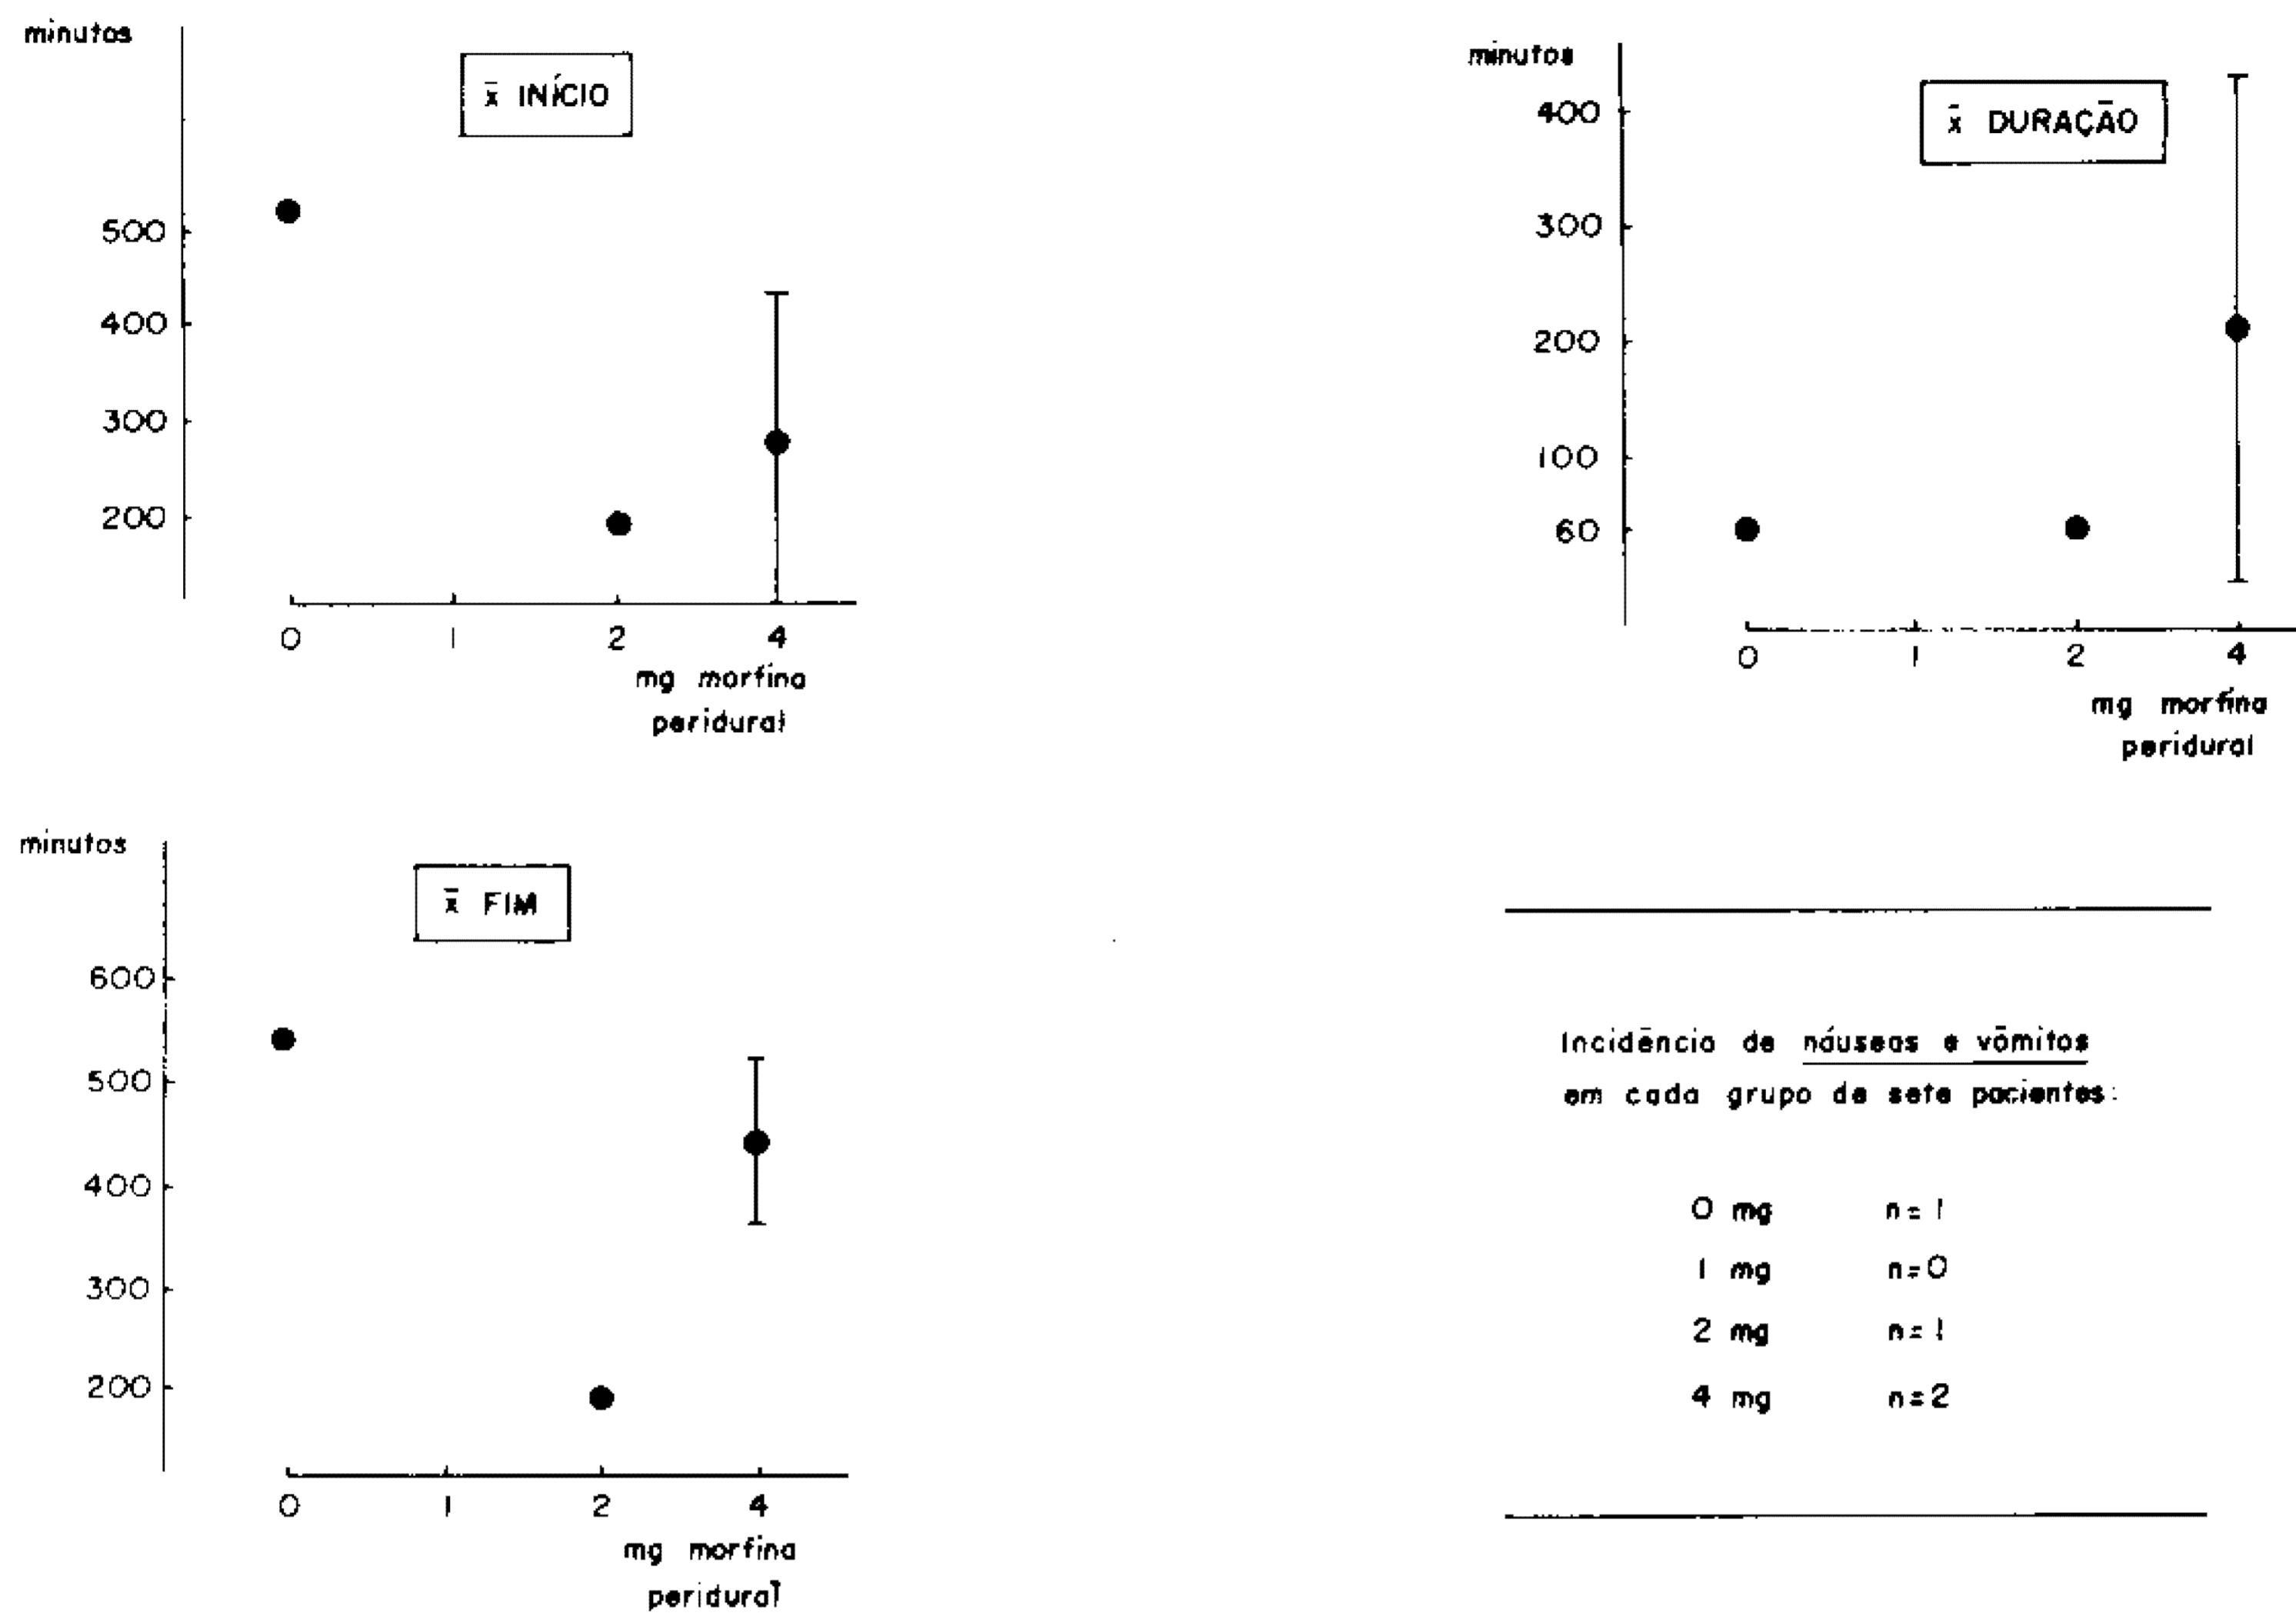 minutos
x̄ INÍCIO
500
400
300
200
0 1 2 4
mg morfina
peridural
minutos
x̄ DURAÇÃO
400
300
200
100
60
0 1 2 4
mg morfina
peridural
minutos
x̄ FIM
600
500
400
300
200
0 1 2 4
mg morfina
peridural
Incidência de náuseas e vômitos
em cada grupo de sete pacientes:
0 mg n = 1
1 mg n = 0
2 mg n = 1
4 mg n = 2